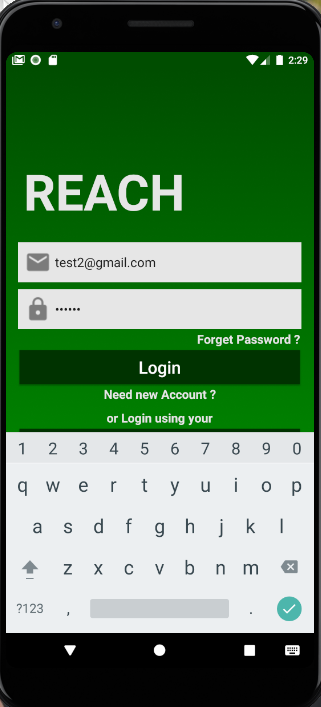 2:29
REACH
test2@gmail.com
••••••
Forget Password ?
Login
Need new Account ?
or Login using your
1 2 3 4 5 6 7 8 9 0
q w e r t y u i o p
a s d f g h j k l
z x c v b n m
?123 , .